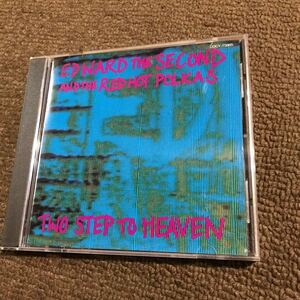 EDWARD THE SECOND
AND THE RED HOT POLKAS
TWO STEP TO HEAVEN